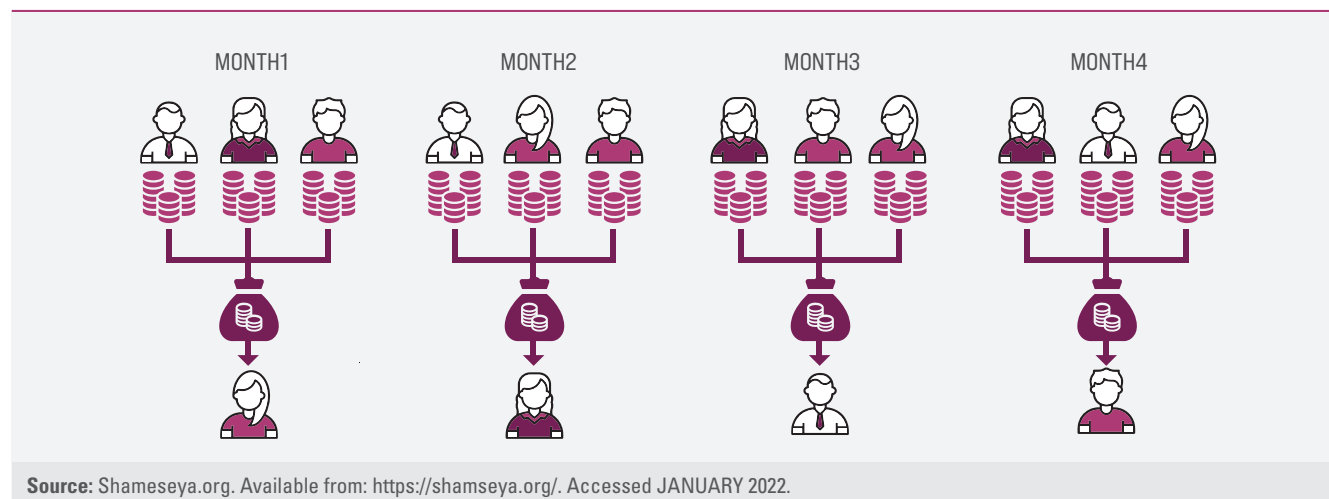 MONTH1 MONTH2 MONTH3 MONTH4
Source: Shameseya.org. Available from: https://shamseya.org/. Accessed JANUARY 2022.